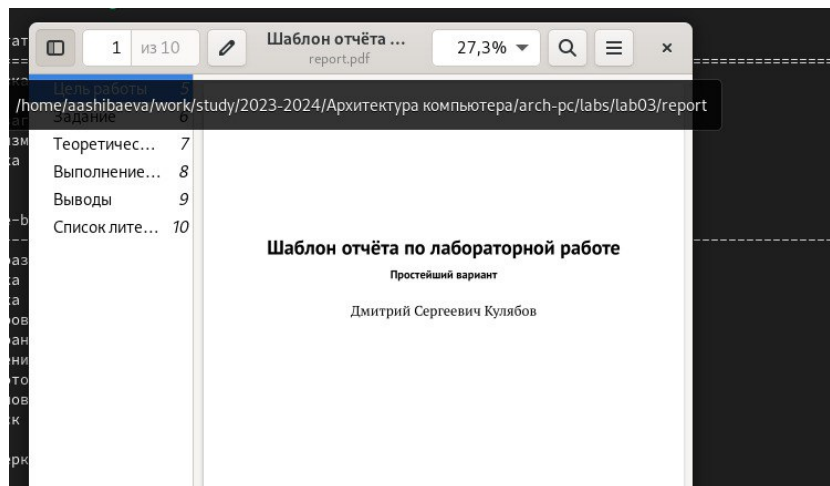 1 из 10
Шаблон отчёта ...
report.pdf
27,3%
Цель работы 5
/home/aashibaeva/work/study/2023-2024/Архитектура компьютера/arch-pc/labs/lab03/report
Задание 6
Теоретичес... 7
Выполнение... 8
Выводы 9
Список лите... 10
Шаблон отчёта по лабораторной работе
Простейший вариант
Дмитрий Сергеевич Кулябов